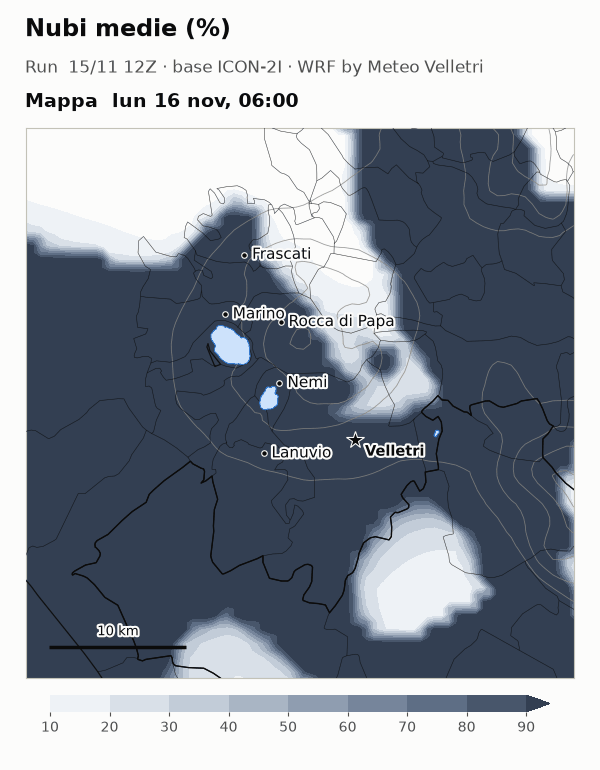 Nubi medie (%)
Run  15/11 12Z · base ICON-2I · WRF by Meteo Velletri
Mappa  lun 16 nov, 06:00
Frascati
Marino
Rocca di Papa
Nemi
Velletri
Lanuvio
10 km
10 20 30 40 50 60 70 80 90